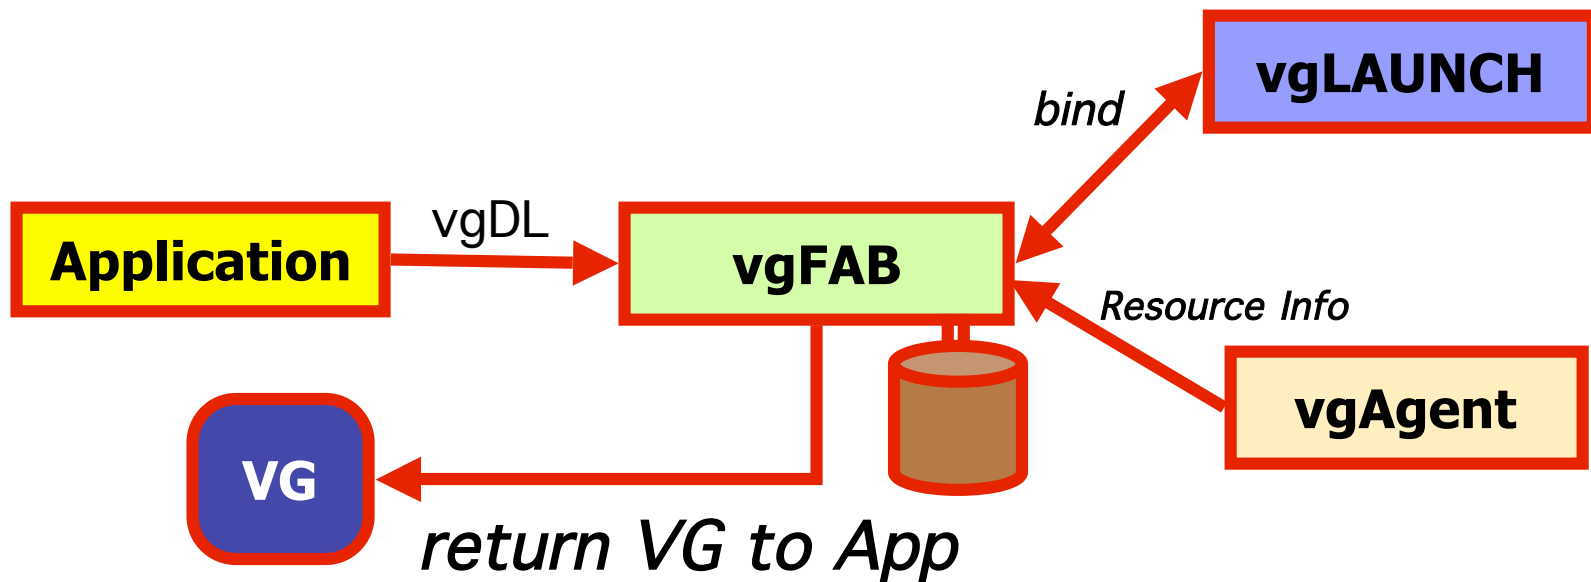 vgLAUNCH
bind
vgDL
Application
vgFAB
Resource Info
vgAgent
VG
return VG to App